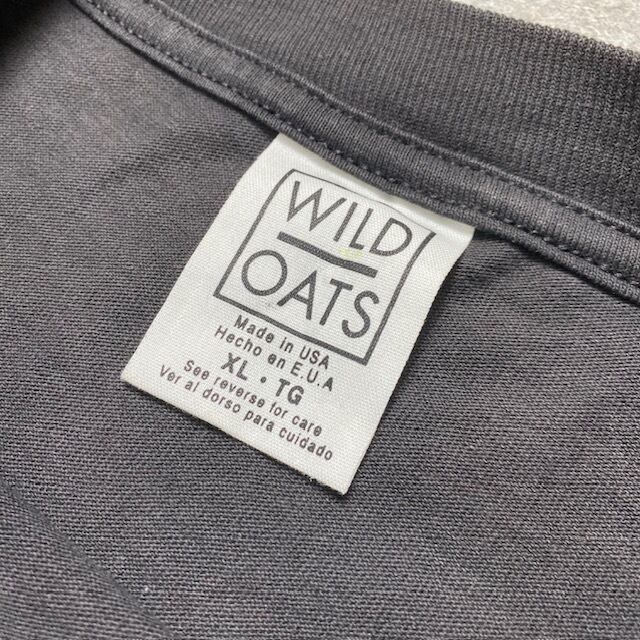 WILD
OATS
Made in USA
Hecho en E.U.A
XL • TG
See reverse for care
Ver al dorso para cuidado